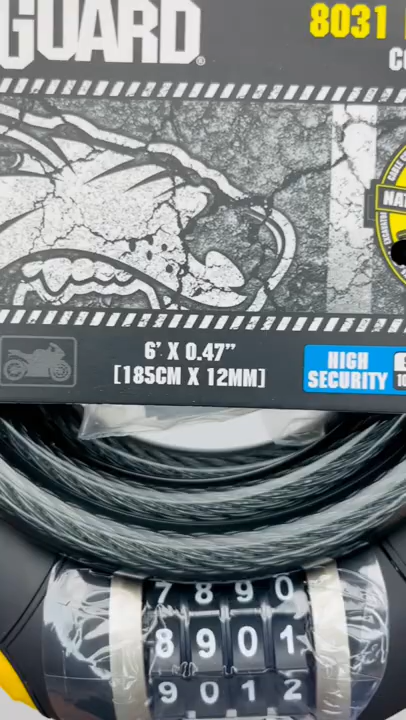 GUARD®
8031
6' X 0.47"
[185CM X 12MM]
HIGH
SECURITY
7 8 9 0
8 9 0 1
9 0 1 2